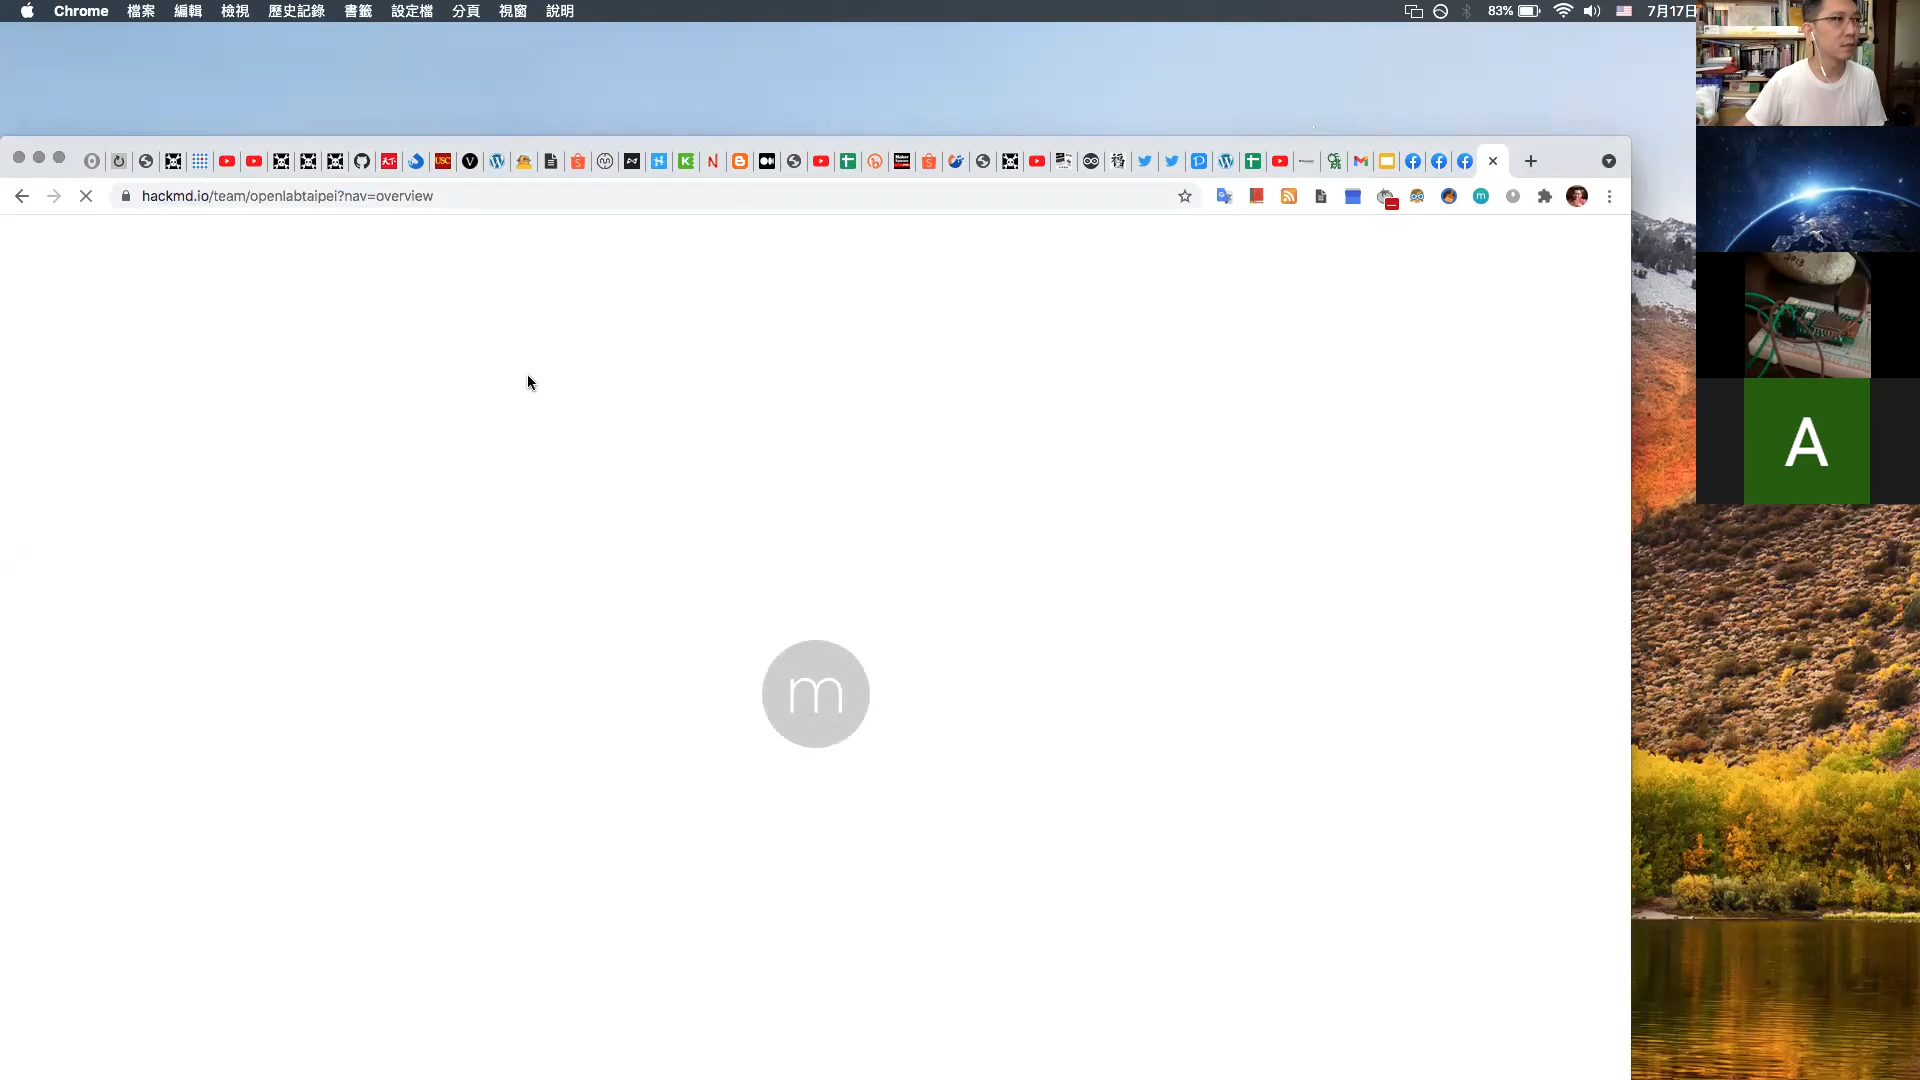 Chrome 檔案 編輯 檢視 歷史記錄 書籤 設定檔 分頁 視窗 說明 83% 7月17日
hackmd.io/team/openlabtaipei?nav=overview
m
A